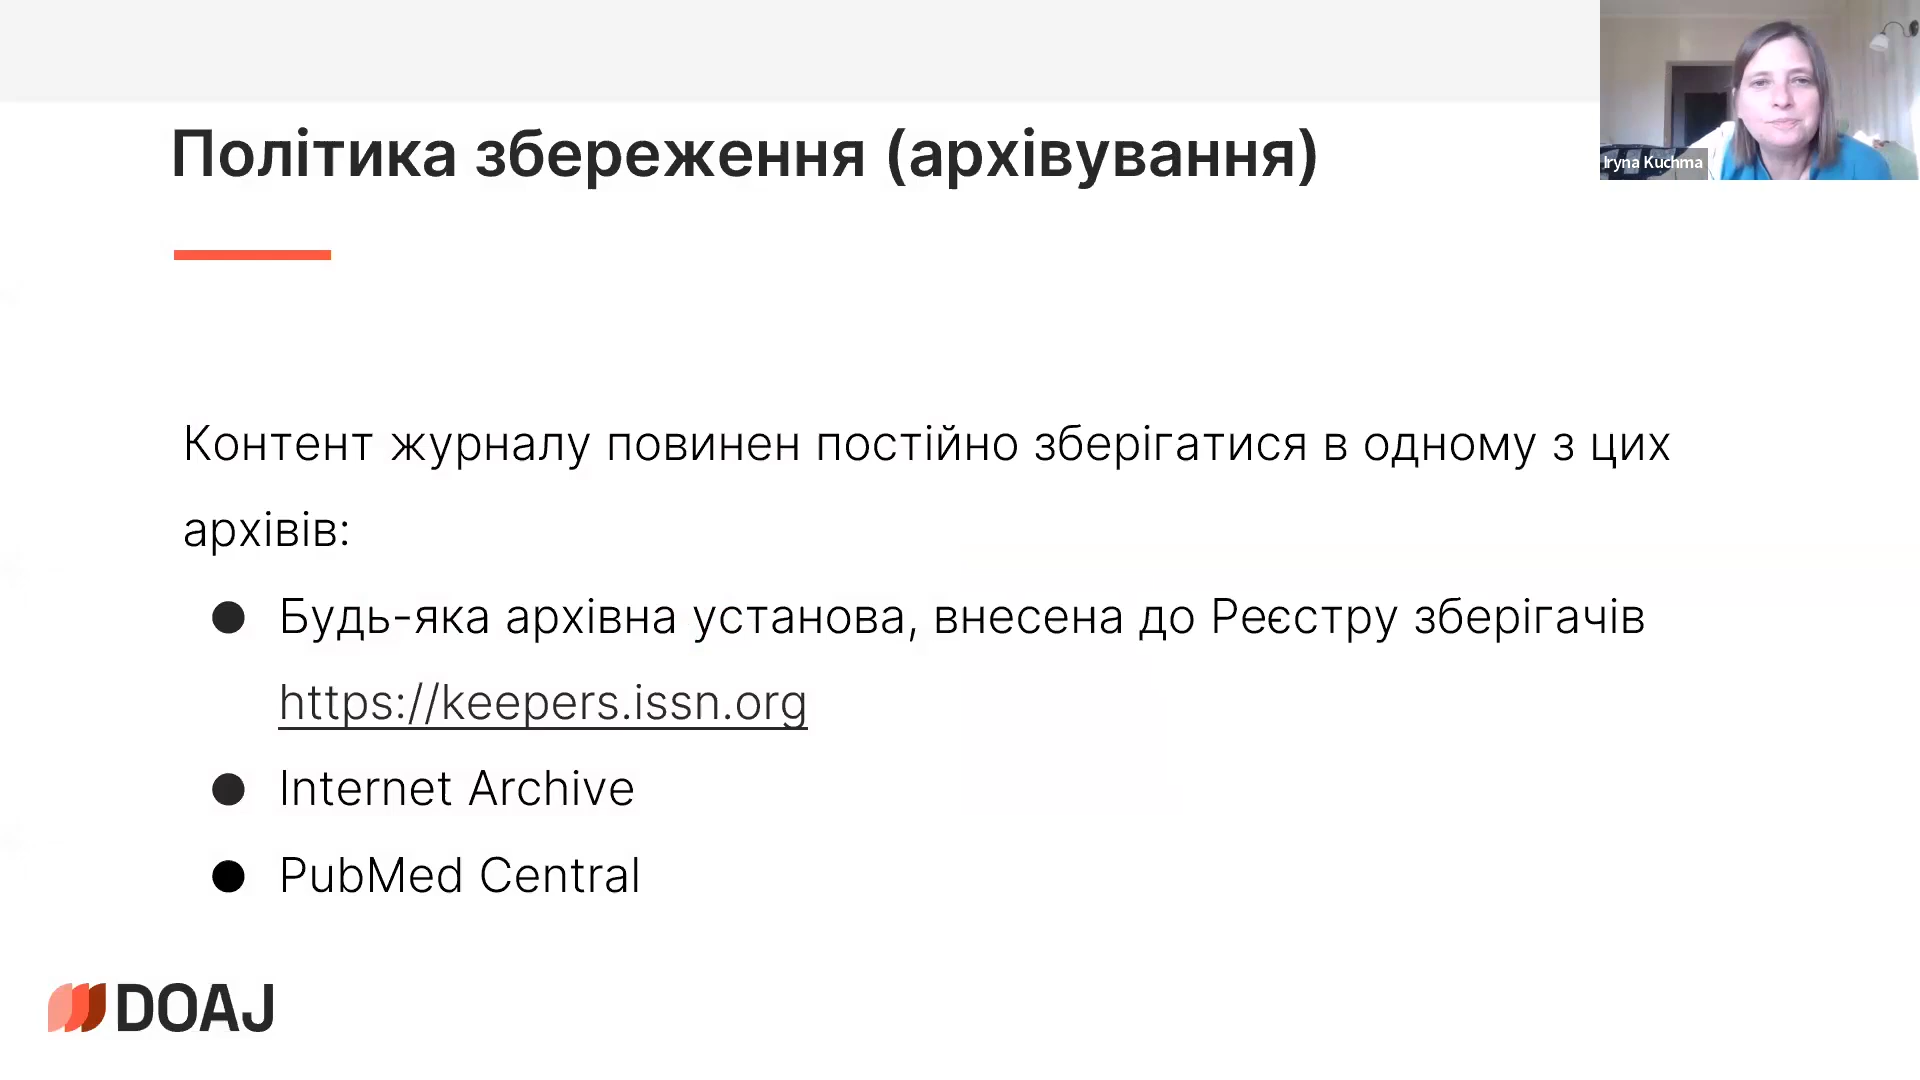 Політика збереження (архівування)
Iryna Kuchma
Контент журналу повинен постійно зберігатися в одному з цих
архівів:
● Будь-яка архівна установа, внесена до Реєстру зберігачів
https://keepers.issn.org
● Internet Archive
● PubMed Central
DOAJ